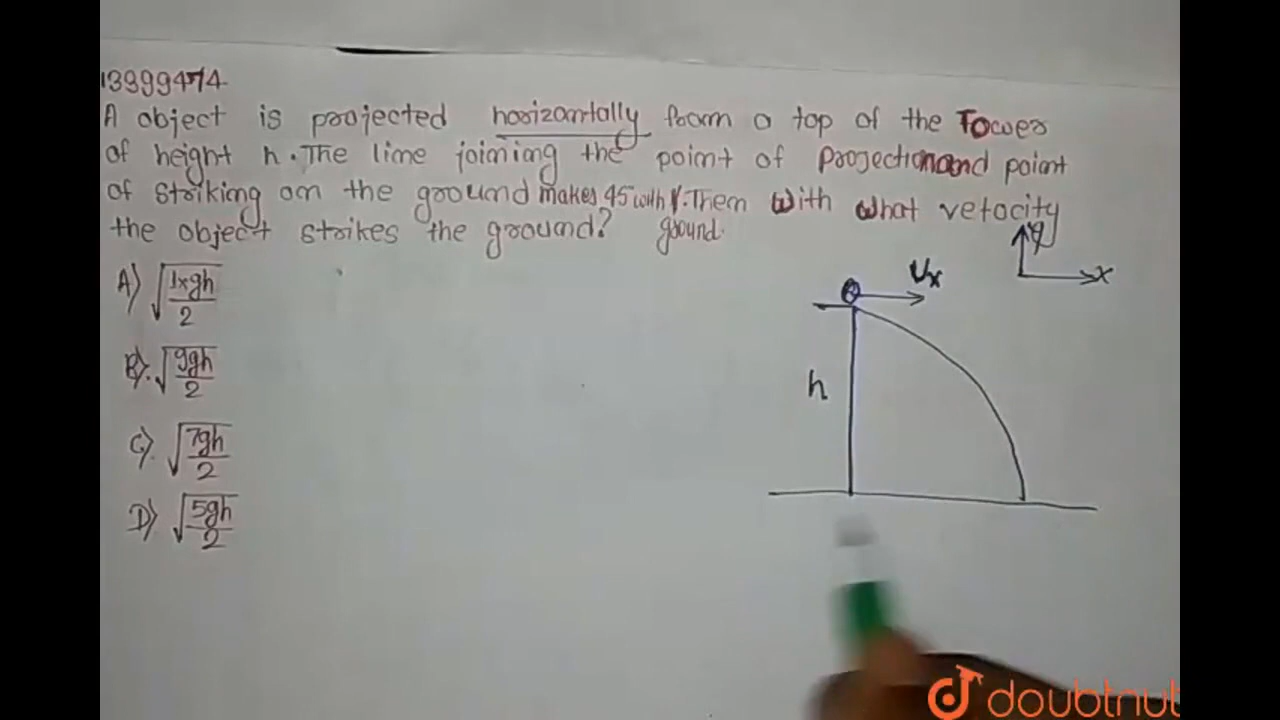 13999474
A object is projected horizontally from a top of the Tower
of height h. The line joining the point of projection and point
of striking on the ground makes 45° with
. Then with what velocity
the object strikes the ground? ground.
y
x
Ux
h
A) √1xgh/2
B) √9gh/2
C) √7gh/2
D) √5gh/2
doubtnut